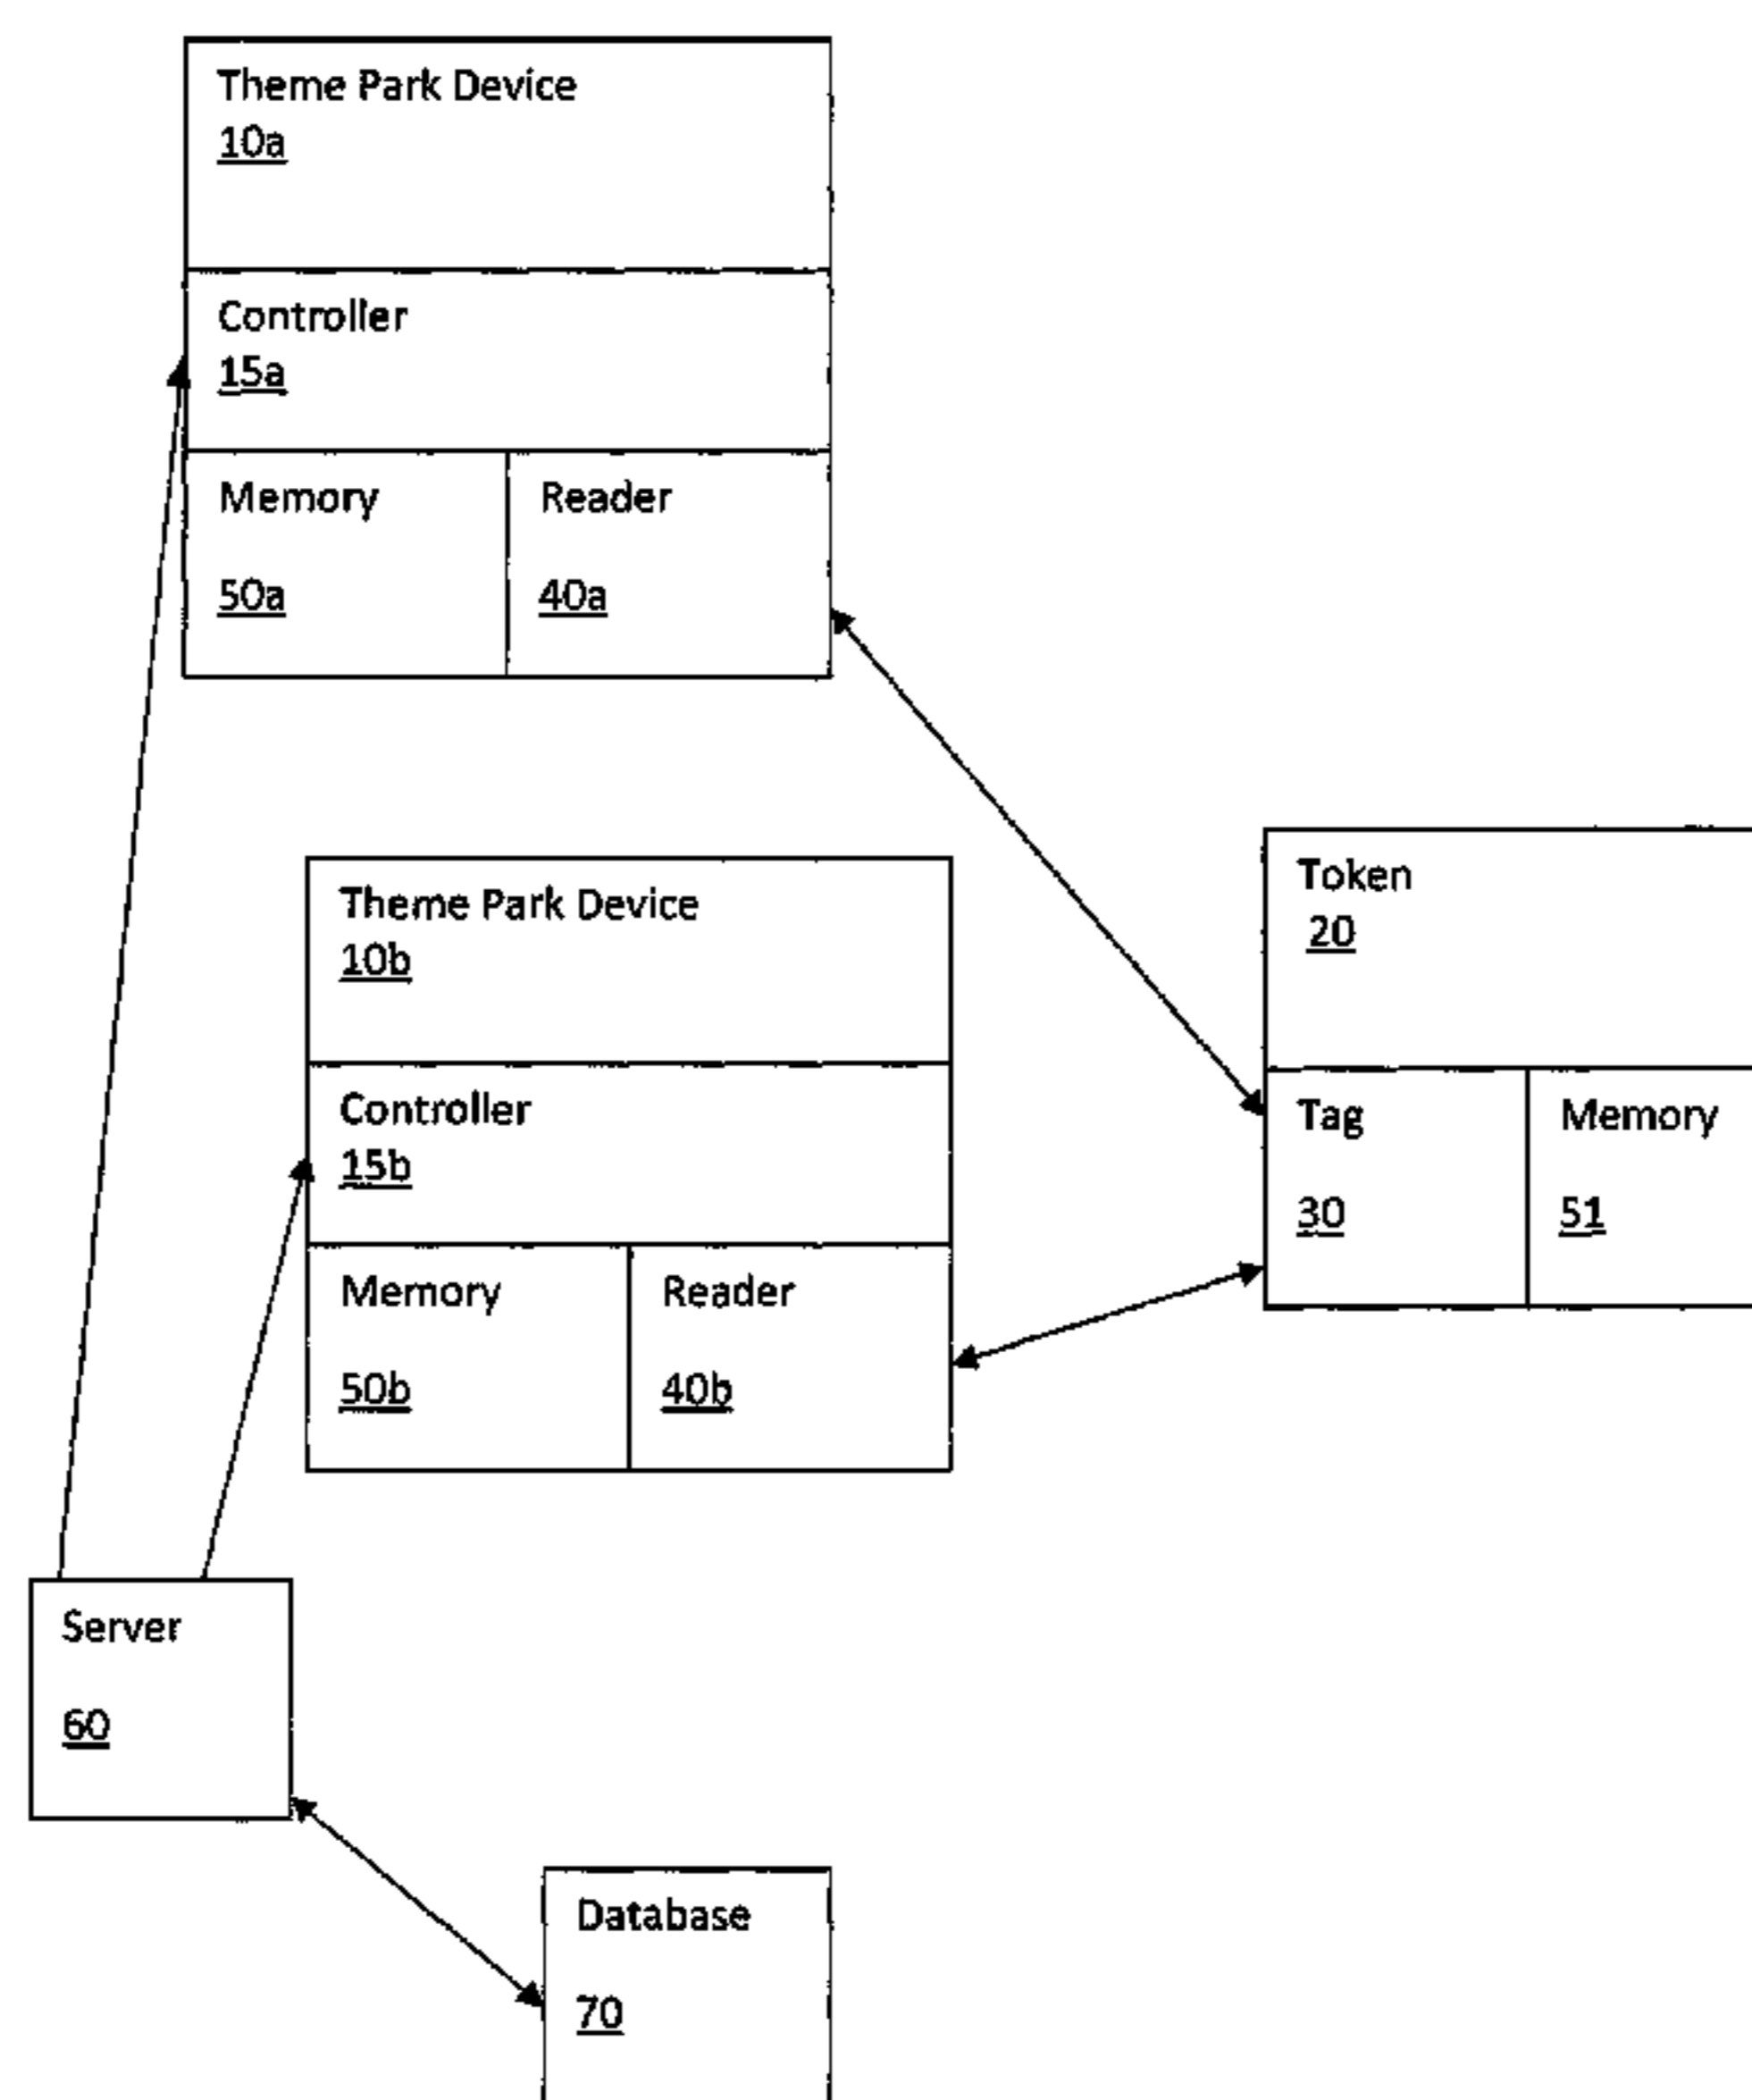 Theme Park Device
10a
Controller
15a
Memory
Reader
50a
40a
Theme Park Device
10b
Controller
15b
Memory
Reader
50b
40b
Token
20
Tag
Memory
30
51
Server
60
Database
70